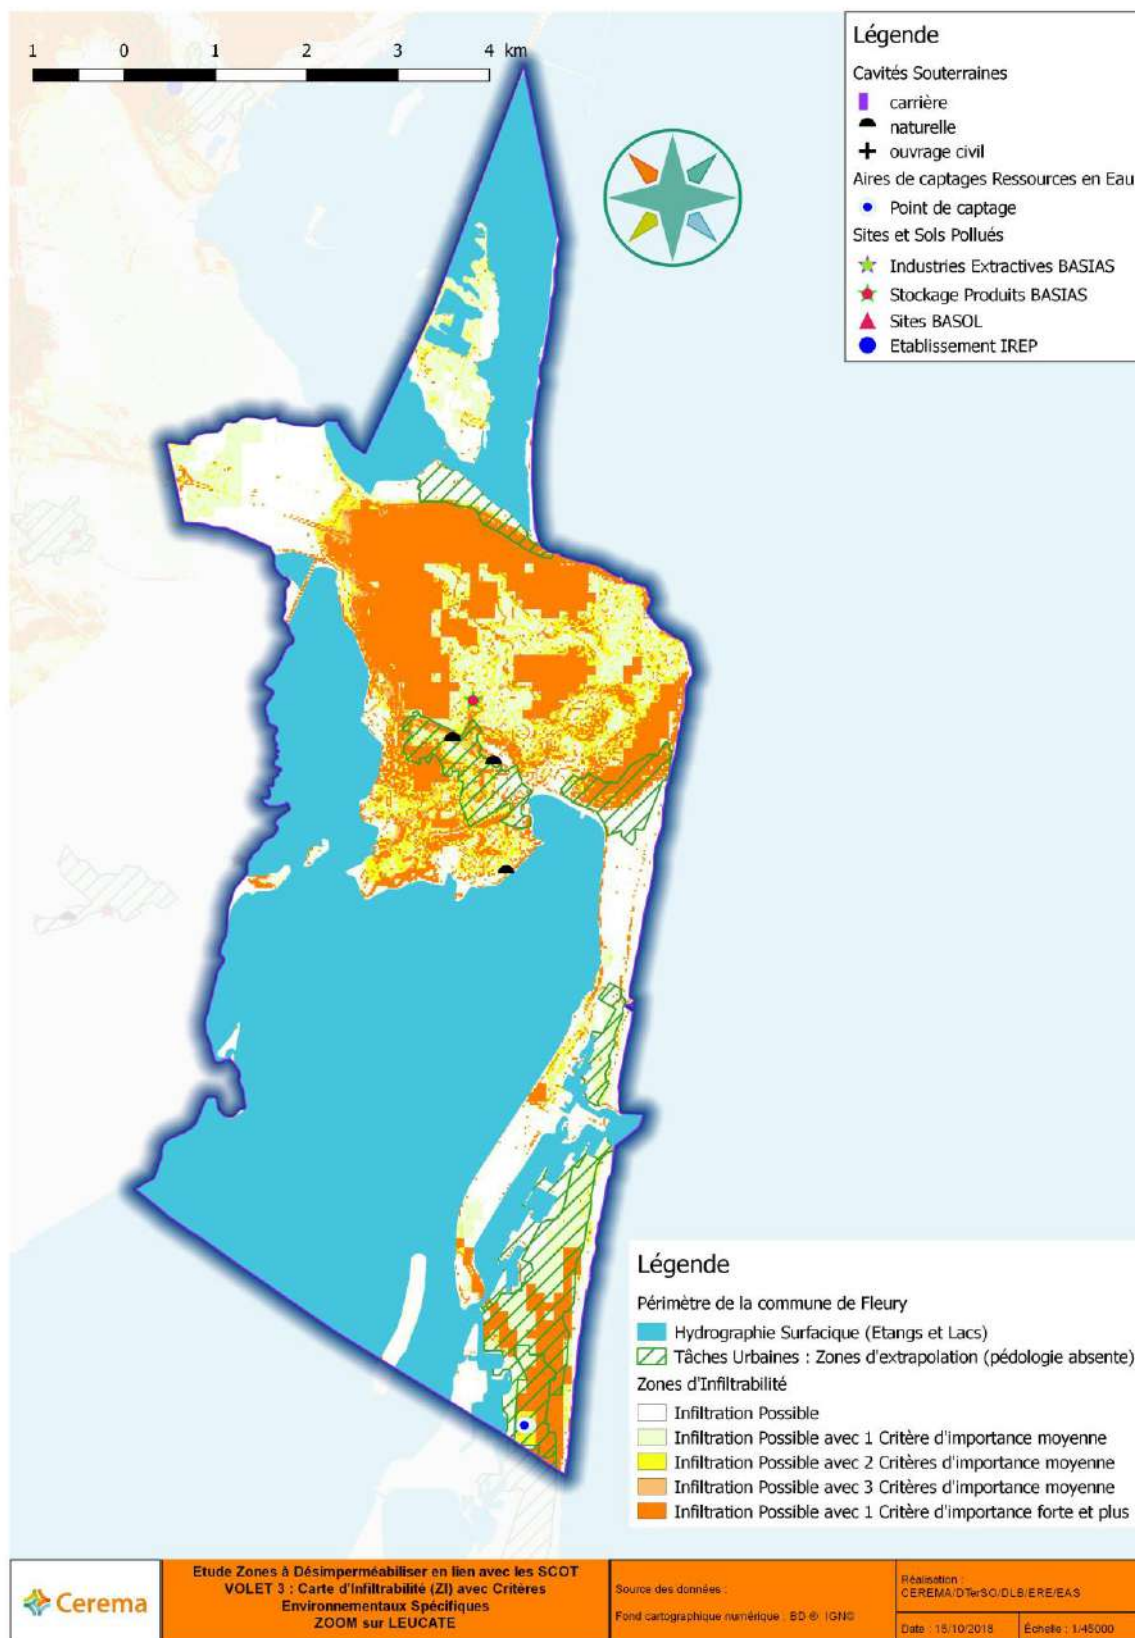 1 0 1 2 3 4 km
Légende
Cavités Souterraines
carrière
naturelle
ouvrage civil
Aires de captages Ressources en Eau
Point de captage
Sites et Sols Pollués
Industries Extractives BASIAS
Stockage Produits BASIAS
Sites BASOL
Etablissement IREP
Légende
Périmètre de la commune de Fleury
Hydrographie Surfacique (Etangs et Lacs)
Tâches Urbaines : Zones d'extrapolation (pédologie absente)
Zones d'Infiltrabilité
Infiltration Possible
Infiltration Possible avec 1 Critère d'importance moyenne
Infiltration Possible avec 2 Critères d'importance moyenne
Infiltration Possible avec 3 Critères d'importance moyenne
Infiltration Possible avec 1 Critère d'importance forte et plus
Cerema
Etude Zones à Désimperméabiliser en lien avec les SCOT
VOLET 3 : Carte d'Infiltrabilité (ZI) avec Critères
Environnementaux Spécifiques
ZOOM sur LEUCATE
Source des données :
Fond cartographique numérique : BD ® IGN©
Réalisation :
CEREMA/DTerSO/DLB/ERE/EAS
Date : 15/10/2018
Échelle : 1/45000